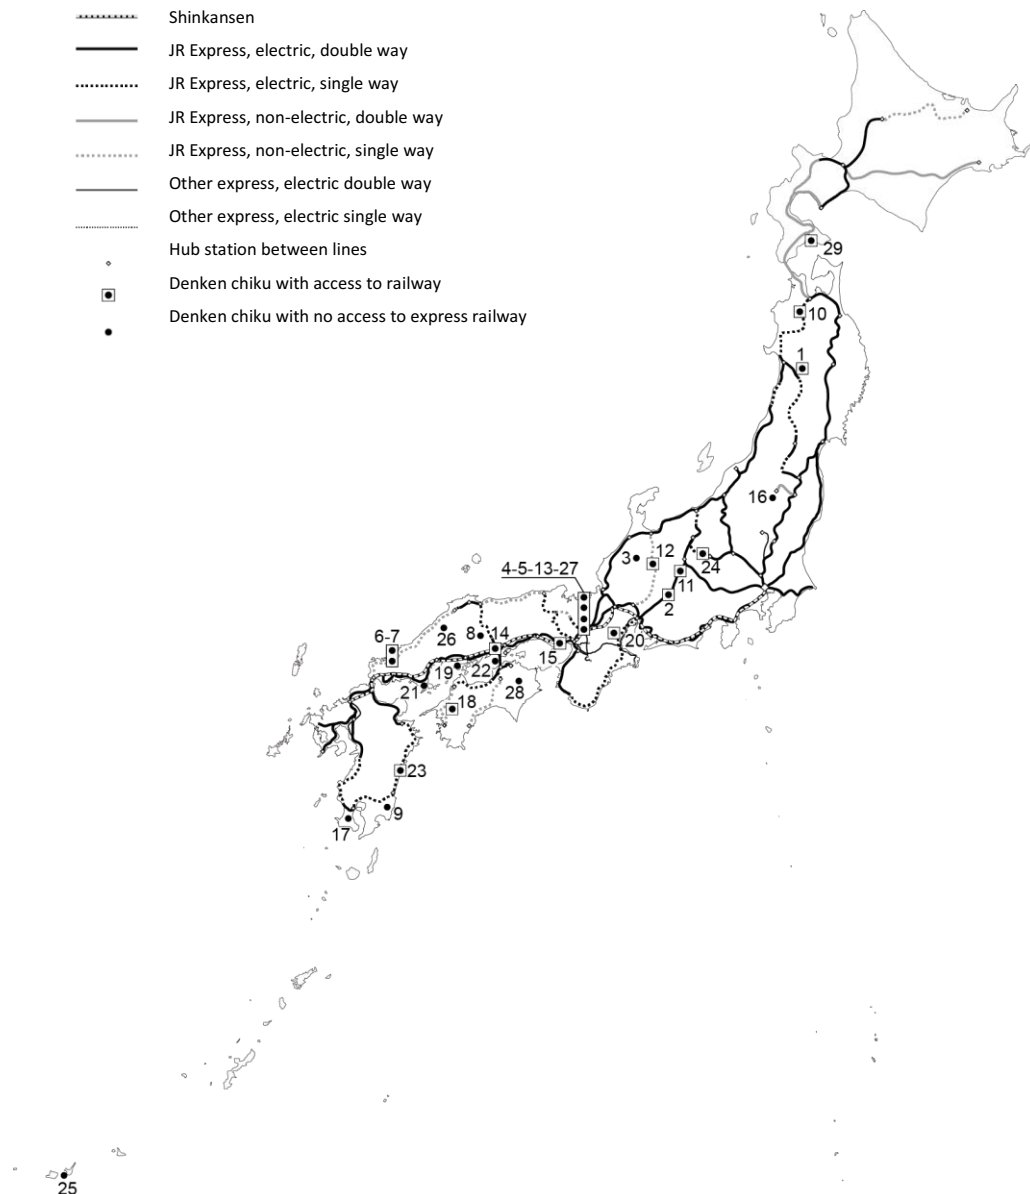 Shinkansen
JR Express, electric, double way
JR Express, electric, single way
JR Express, non-electric, double way
JR Express, non-electric, single way
Other express, electric double way
Other express, electric single way
Hub station between lines
Denken chiku with access to railway
Denken chiku with no access to express railway
29
10
1
16
3
12
24
4-5-13-27
11
2
26
8
14
6-7
20
15
19
22
21
28
18
23
9
17
25